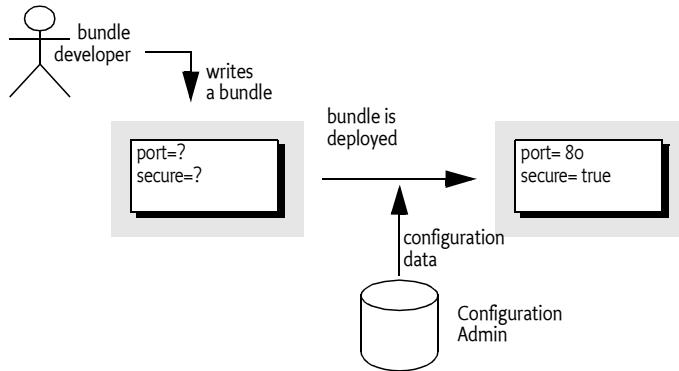 bundle
developer
writes
a bundle
bundle is
deployed
port=?
secure=?
port= 80
secure= true
configuration
data
Configuration
Admin